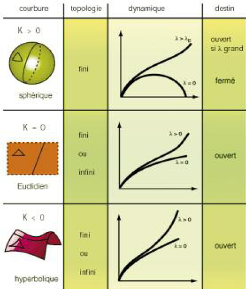 courbure
topologie
dynamique
destin
K > 0
sphérique
fini
λ > λ
λ = 0
ouvert
si λ grand
fermé
K = 0
Euclidien
fini
ou
infini
λ > 0
λ = 0
ouvert
K < 0
hyperbolique
fini
ou
infini
λ > 0
λ = 0
ouvert